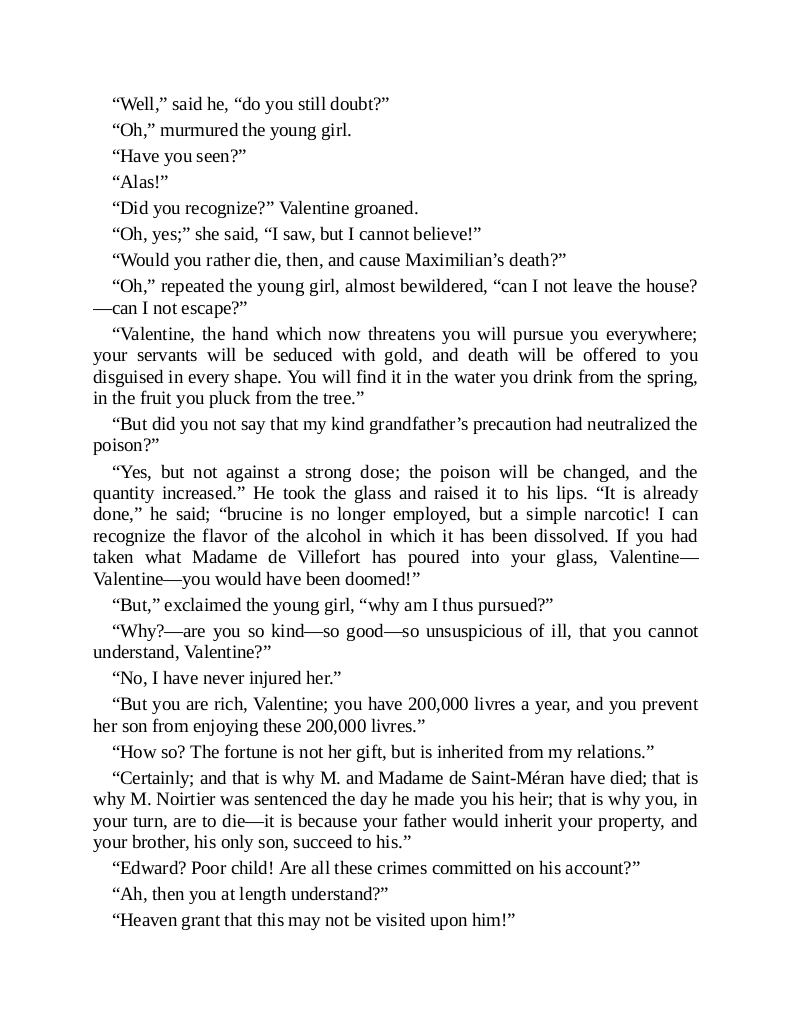 “Well,” said he, “do you still doubt?”
“Oh,” murmured the young girl.
“Have you seen?”
“Alas!”
“Did you recognize?” Valentine groaned.
“Oh, yes;” she said, “I saw, but I cannot believe!”
“Would you rather die, then, and cause Maximilian’s death?”
“Oh,” repeated the young girl, almost bewildered, “can I not leave the house?
—can I not escape?”
“Valentine, the hand which now threatens you will pursue you everywhere;
your servants will be seduced with gold, and death will be offered to you
disguised in every shape. You will find it in the water you drink from the spring,
in the fruit you pluck from the tree.”
“But did you not say that my kind grandfather’s precaution had neutralized the
poison?”
“Yes, but not against a strong dose; the poison will be changed, and the
quantity increased.” He took the glass and raised it to his lips. “It is already
done,” he said; “brucine is no longer employed, but a simple narcotic! I can
recognize the flavor of the alcohol in which it has been dissolved. If you had
taken what Madame de Villefort has poured into your glass, Valentine—
Valentine—you would have been doomed!”
“But,” exclaimed the young girl, “why am I thus pursued?”
“Why?—are you so kind—so good—so unsuspicious of ill, that you cannot
understand, Valentine?”
“No, I have never injured her.”
“But you are rich, Valentine; you have 200,000 livres a year, and you prevent
her son from enjoying these 200,000 livres.”
“How so? The fortune is not her gift, but is inherited from my relations.”
“Certainly; and that is why M. and Madame de Saint-Méran have died; that is
why M. Noirtier was sentenced the day he made you his heir; that is why you, in
your turn, are to die—it is because your father would inherit your property, and
your brother, his only son, succeed to his.”
“Edward? Poor child! Are all these crimes committed on his account?”
“Ah, then you at length understand?”
“Heaven grant that this may not be visited upon him!”